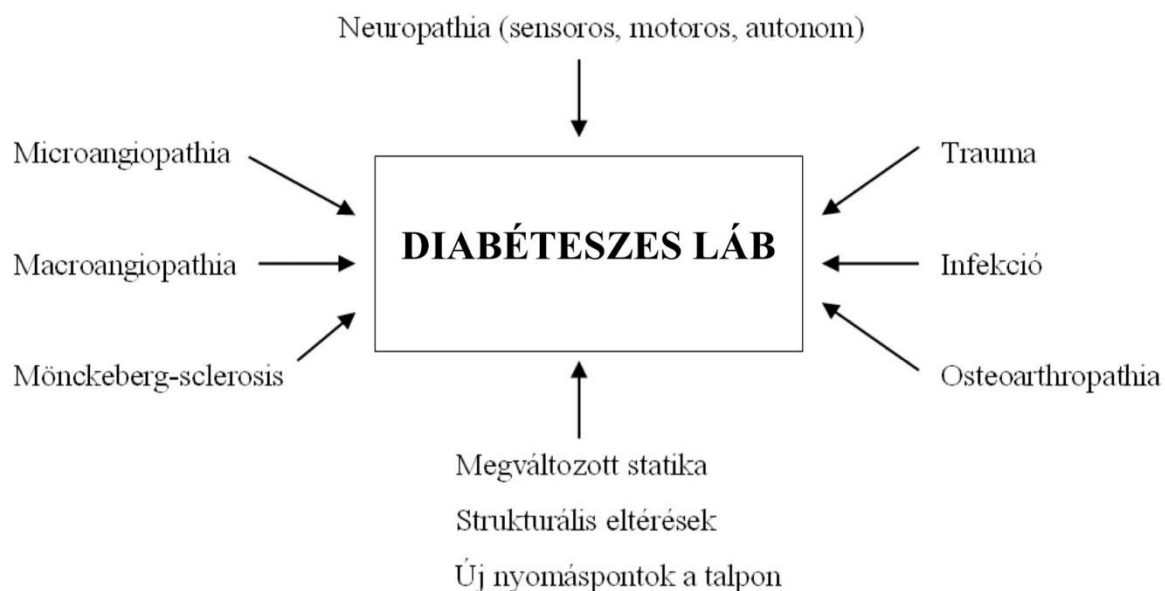 Neuropathia (sensoros, motoros, autonom)
Microangiopathia
Trauma
DIABÉTESZES LÁB
Macroangiopathia
Infekció
Mönckeberg-sclerosis
Osteoarthropathia
Megváltozott statika
Strukturális eltérések
Új nyomáspontok a talpon